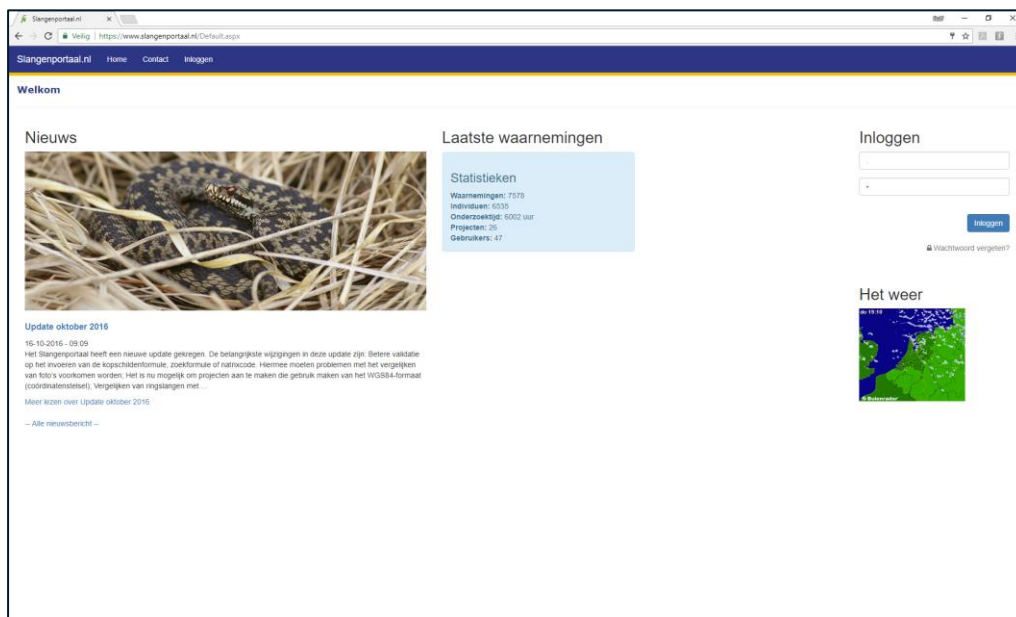 Slangenportaal.nl
Veilig | https://www.slangenportaal.nl/Default.aspx
Slangenportaal.nl Home Contact Inloggen
Welkom
Nieuws
Update oktober 2016
16-10-2016 - 09:09
Het Slangenportaal heeft een nieuwe update gekregen. De belangrijkste wijzigingen in deze update zijn: Betere validatie
op het invoeren van de kopschildenformule, zoekformule of natrixcode. Hiermee moeten problemen met het vergelijken
van foto's voorkomen worden; Het is nu mogelijk om projecten aan te maken die gebruik maken van het WGS84-formaat
(coördinatenstelsel); Vergelijken van ringslangen met ...
Meer lezen over Update oktober 2016
-- Alle nieuwsbericht --
Laatste waarnemingen
Statistieken
Waarnemingen: 7578
Individuen: 6535
Onderzoektijd: 6002 uur
Projecten: 26
Gebruikers: 47
Inloggen
Inloggen
Wachtwoord vergeten?
Het weer
do 19:10
© Buienradar